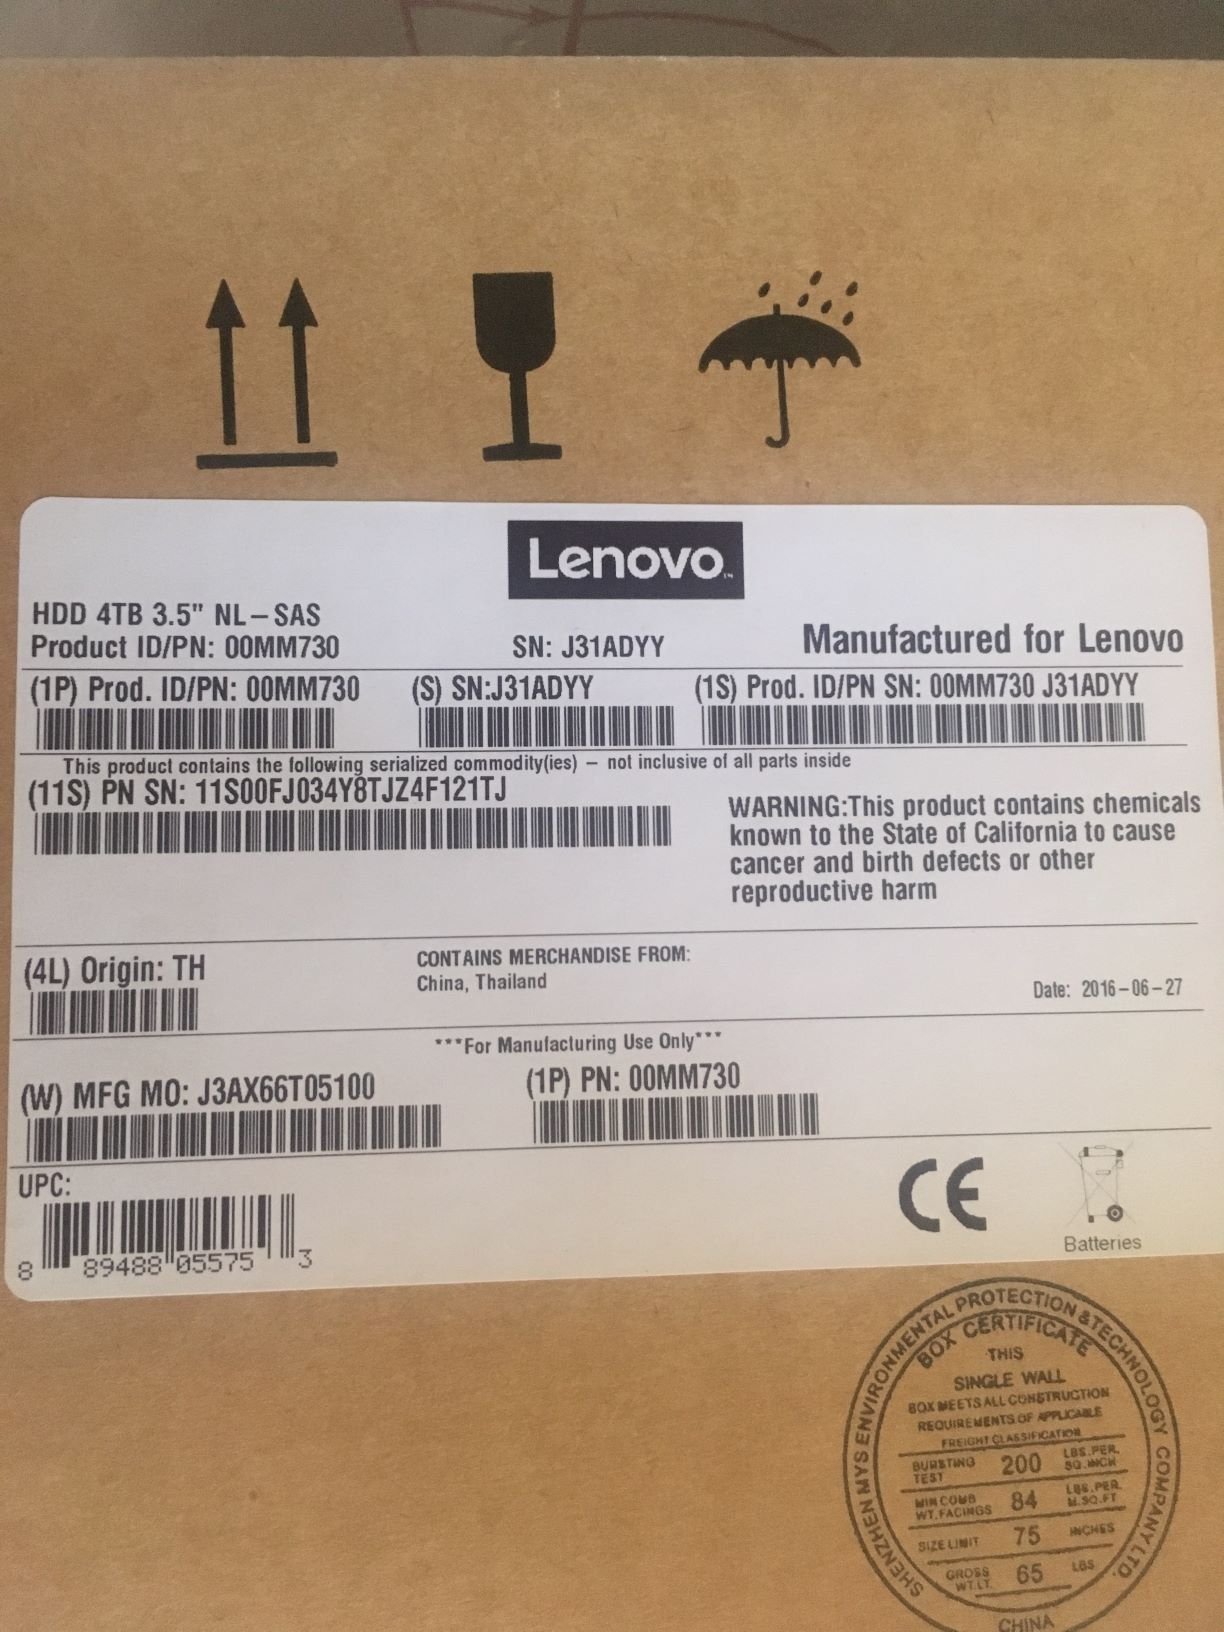 Lenovo™
HDD 4TB 3.5" NL-SAS
Product ID/PN: 00MM730
SN: J31ADYY
Manufactured for Lenovo
(1P) Prod. ID/PN: 00MM730
(S) SN:J31ADYY
(1S) Prod. ID/PN SN: 00MM730 J31ADYY
This product contains the following serialized commodity(ies) – not inclusive of all parts inside
(11S) PN SN: 11S00FJ034Y8TJZ4F121TJ
WARNING:This product contains chemicals
known to the State of California to cause
cancer and birth defects or other
reproductive harm
(4L) Origin: TH
CONTAINS MERCHANDISE FROM:
China, Thailand
Date: 2016-06-27
***For Manufacturing Use Only***
(W) MFG MO: J3AX66T05100
(1P) PN: 00MM730
UPC:
8 89488 05575 3
CE
Batteries
SHENZHEN MYS ENVIRONMENTAL PROTECTION & TECHNOLOGY COMPANY LTD.
BOX CERTIFICATE
THIS
SINGLE WALL
BOX MEETS ALL CONSTRUCTION
REQUIREMENTS OF APPLICABLE
FREIGHT CLASSIFICATION
BURSTING TEST 200 LBS.PER. SQ.INCH
MIN COMB WT.FACINGS 84 LBS.PER. M.SQ.FT
SIZE LIMIT 75 INCHES
GROSS WT.LT. 65 LBS
CHINA